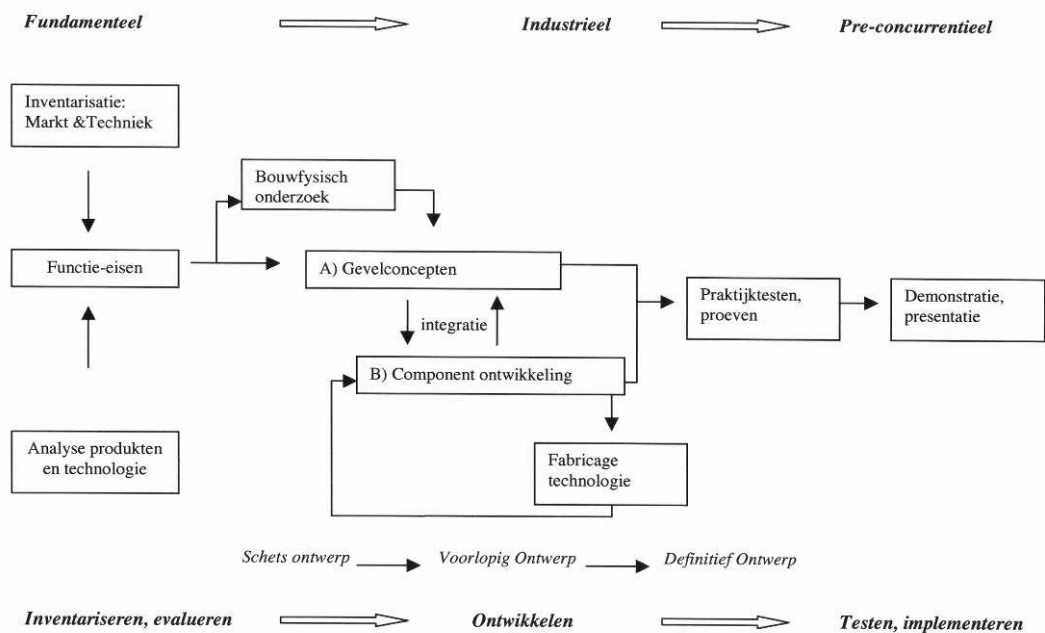 Fundamenteel
Industrieel
Pre-concurrentieel
Inventarisatie:
Markt &Techniek
Bouwfysisch
onderzoek
Functie-eisen
A) Gevelconcepten
integratie
B) Component ontwikkeling
Praktijktesten,
proeven
Demonstratie,
presentatie
Analyse produkten
en technologie
Fabricage
technologie
Schets ontwerp
Voorlopig Ontwerp
Definitief Ontwerp
Inventariseren, evalueren
Ontwikkelen
Testen, implementeren